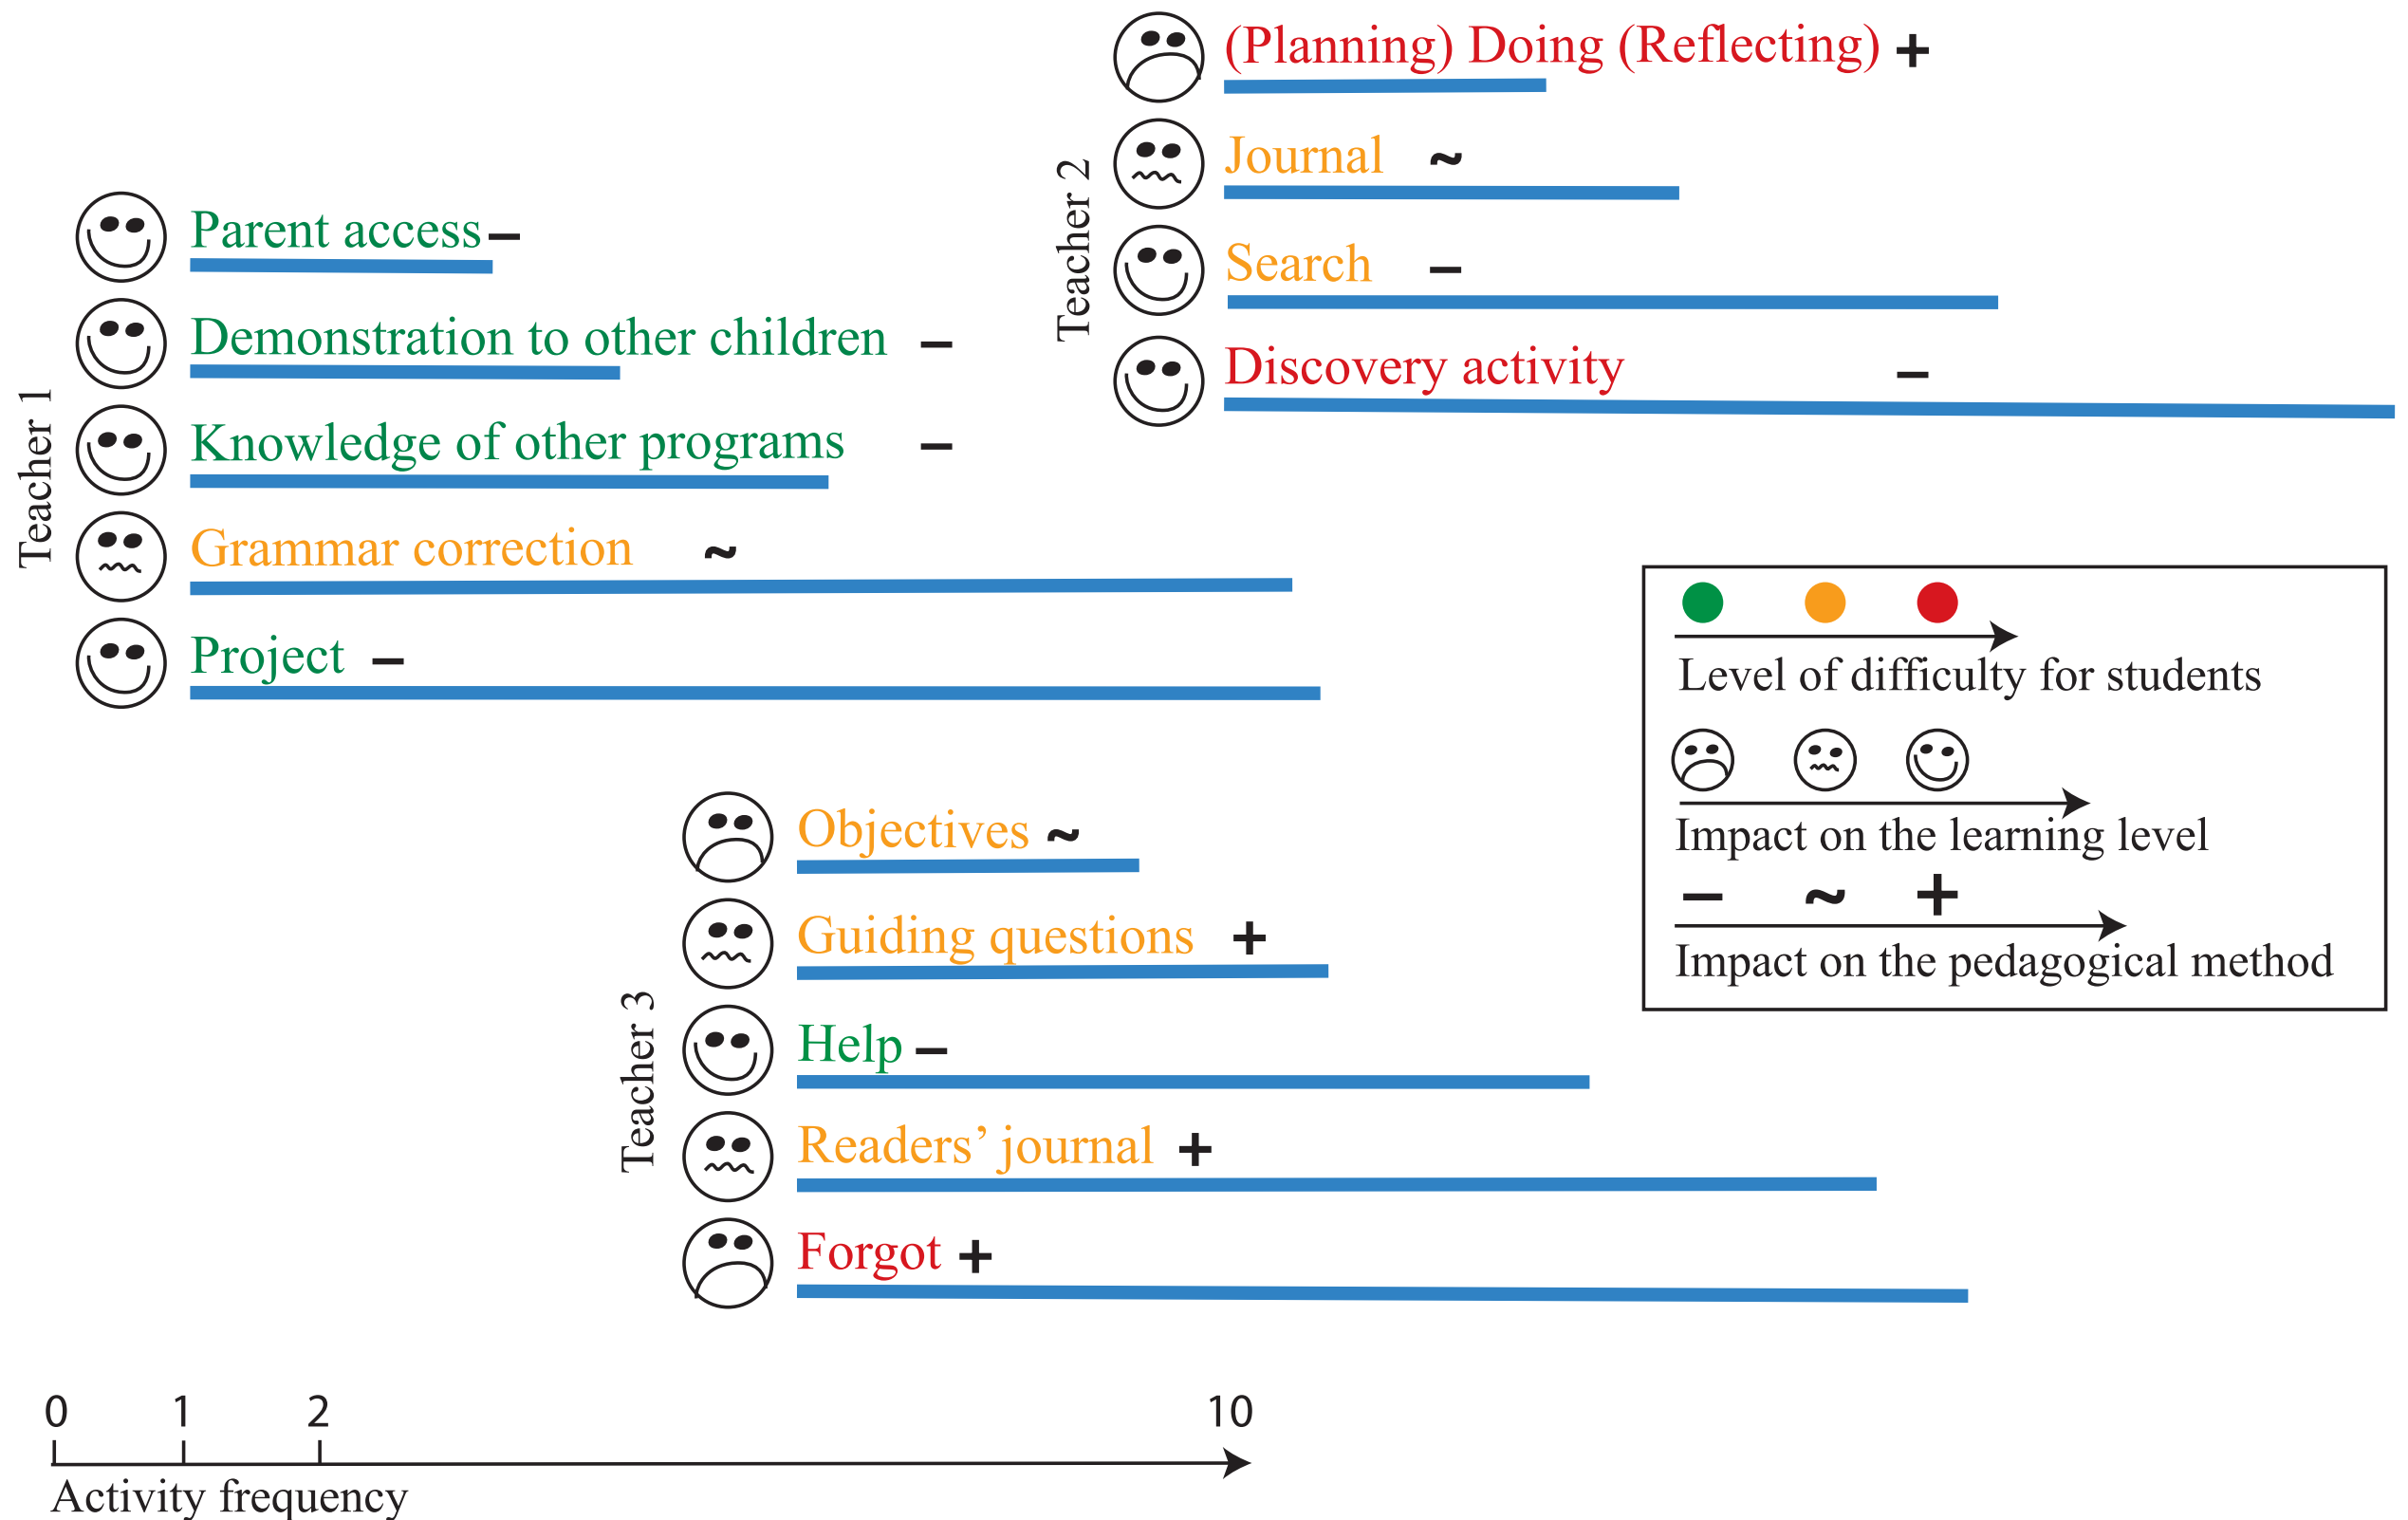 Teacher 1
Parent access –
Demonstration to other children –
Knowledge of other programs –
Grammar correction ~
Project –
Teacher 2
(Planning) Doing (Reflecting) +
Journal ~
Search –
Discovery activity –
Teacher 3
Objectives ~
Guiding questions +
Help –
Readers’ journal +
Forgot +
Level of difficulty for students
Impact on the learning level
– ~ +
Impact on the pedagogical method
0 1 2 10
Activity frequency